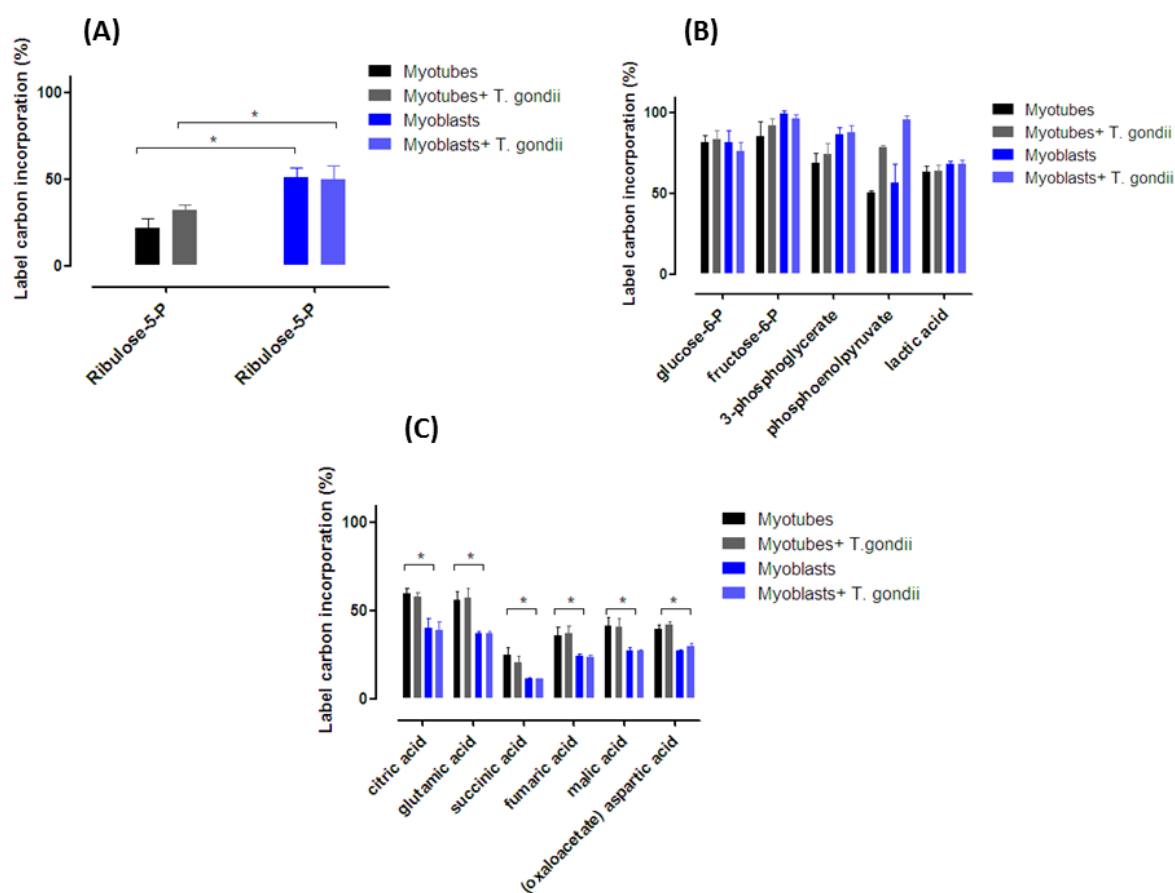 (A)
Label carbon incorporation (%)
100
50
0
*
*
Ribulose-5-P
Ribulose-5-P
Myotubes
Myotubes+ T. gondii
Myoblasts
Myoblasts+ T. gondii
(B)
Label carbon incorporation (%)
100
50
0
glucose-6-P
fructose-6-P
3-phosphoglycerate
phosphoenolpyruvate
lactic acid
Myotubes
Myotubes+ T. gondii
Myoblasts
Myoblasts+ T. gondii
(C)
Label carbon incorporation (%)
100
50
0
*
*
*
*
*
*
citric acid
glutamic acid
succinic acid
fumaric acid
malic acid
(oxaloacetate) aspartic acid
Myotubes
Myotubes+ T.gondii
Myoblasts
Myoblasts+ T. gondii